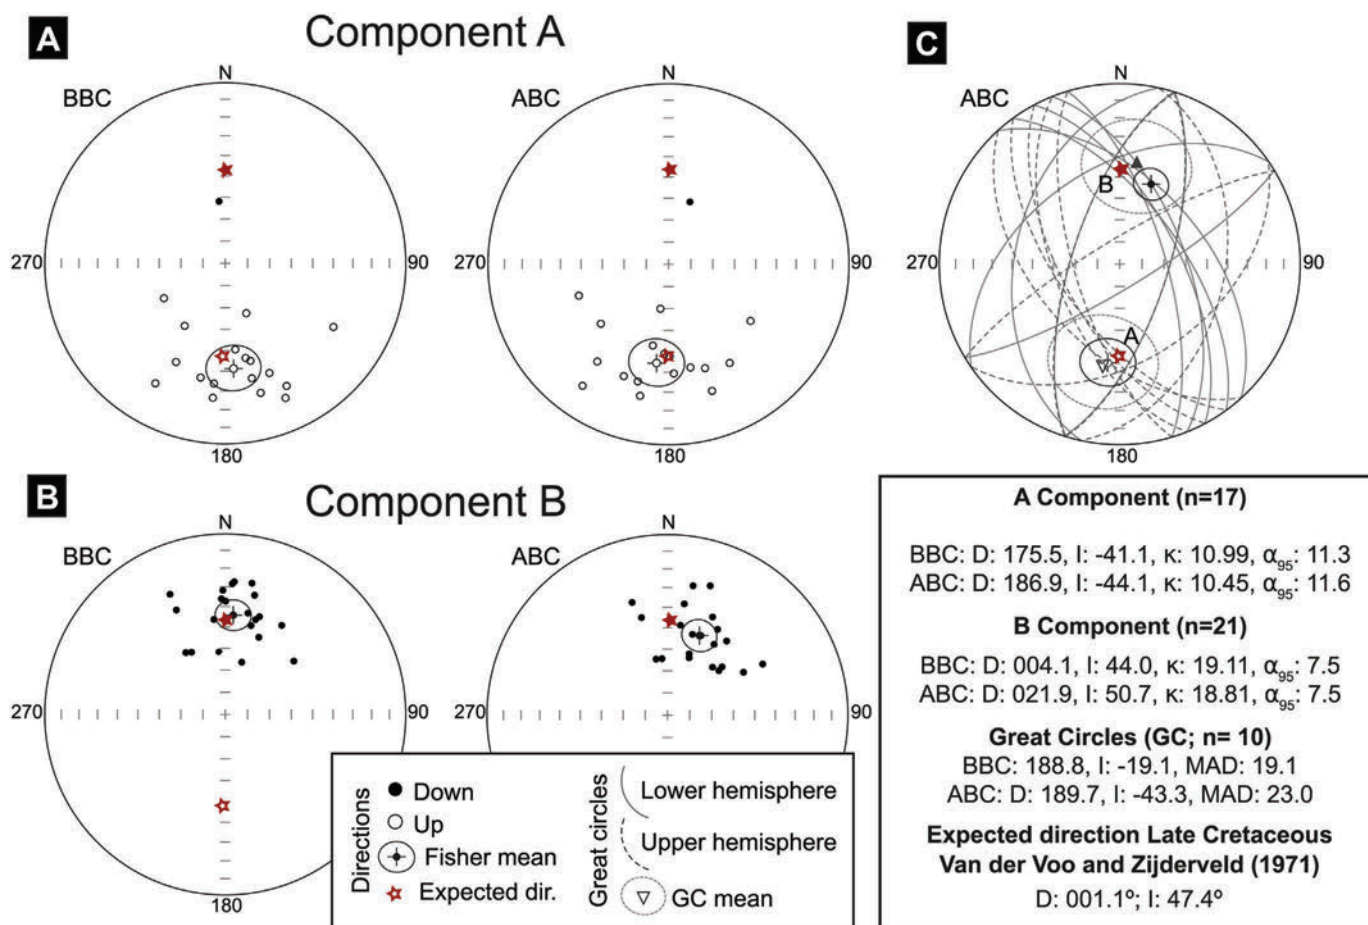 A
Component A
C
BBC
N
270
90
180
ABC
N
270
90
180
ABC
N
B
A
270
90
180
B
Component B
BBC
N
270
90
180
ABC
N
270
90
Directions
Down
Up
Fisher mean
Expected dir.
Great circles
Lower hemisphere
Upper hemisphere
GC mean
A Component (n=17)
BBC: D: 175.5, I: -41.1, κ: 10.99, α95: 11.3
ABC: D: 186.9, I: -44.1, κ: 10.45, α95: 11.6
B Component (n=21)
BBC: D: 004.1, I: 44.0, κ: 19.11, α95: 7.5
ABC: D: 021.9, I: 50.7, κ: 18.81, α95: 7.5
Great Circles (GC; n= 10)
BBC: 188.8, I: -19.1, MAD: 19.1
ABC: D: 189.7, I: -43.3, MAD: 23.0
Expected direction Late Cretaceous
Van der Voo and Zijderveld (1971)
D: 001.1º; I: 47.4º